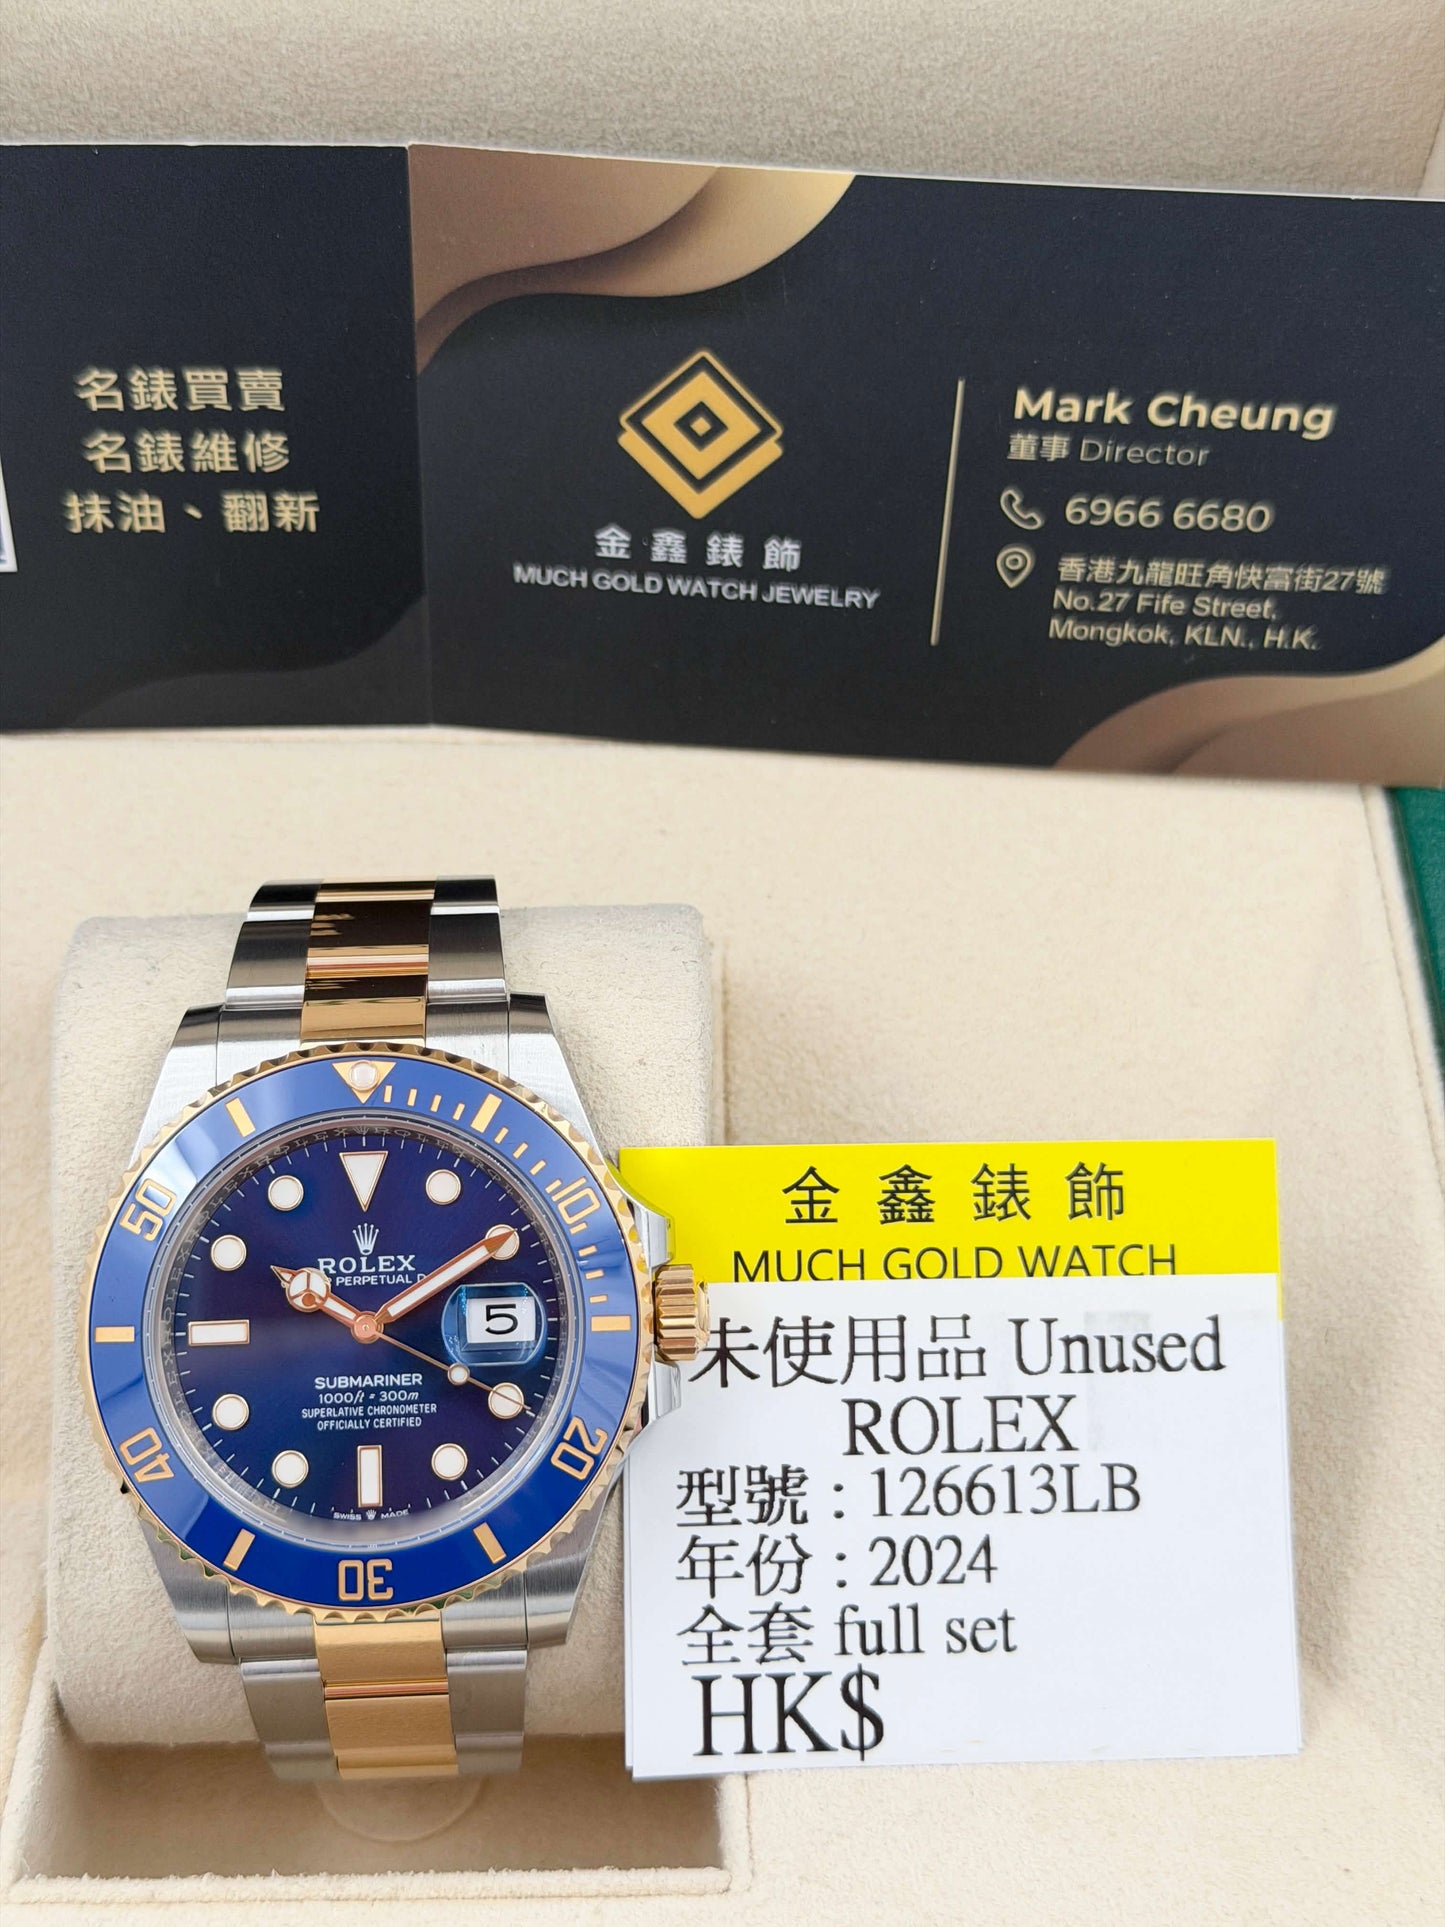 名錶買賣
名錶維修
抹油、翻新
金鑫錶飾
MUCH GOLD WATCH JEWELRY
Mark Cheung
董事 Director
6966 6680
香港九龍旺角快富街27號
No.27 Fife Street,
Mongkok, KLN., H.K.
50
10
20
30
40
ROLEX
PERPETUAL D
5
SUBMARINER
1000ft = 300m
SUPERLATIVE CHRONOMETER
OFFICIALLY CERTIFIED
SWISS MADE
金鑫錶飾
MUCH GOLD WATCH
未使用品 Unused
ROLEX
型號：126613LB
年份：2024
全套 full set
HK$